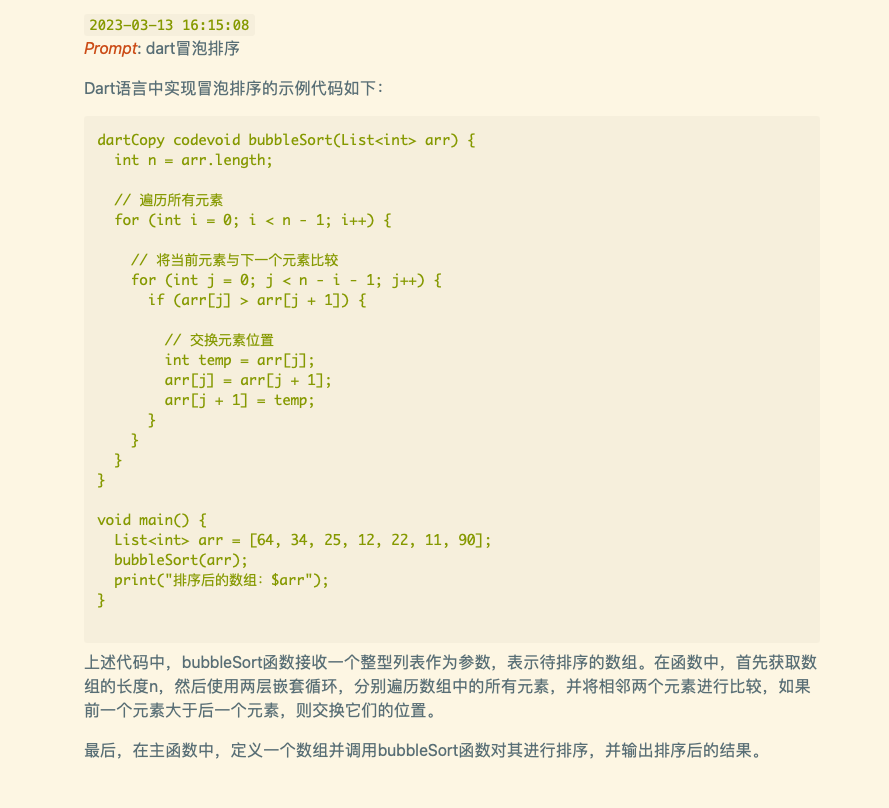 2023-03-13 16:15:08
Prompt: dart冒泡排序
Dart语言中实现冒泡排序的示例代码如下：
dartCopy codevoid bubbleSort(List<int> arr) {
  int n = arr.length;
  // 遍历所有元素
  for (int i = 0; i < n - 1; i++) {
    // 将当前元素与下一个元素比较
    for (int j = 0; j < n - i - 1; j++) {
      if (arr[j] > arr[j + 1]) {
        // 交换元素位置
        int temp = arr[j];
        arr[j] = arr[j + 1];
        arr[j + 1] = temp;
      }
    }
  }
}
void main() {
  List<int> arr = [64, 34, 25, 12, 22, 11, 90];
  bubbleSort(arr);
  print("排序后的数组：$arr");
}
上述代码中，bubbleSort函数接收一个整型列表作为参数，表示待排序的数组。在函数中，首先获取数
组的长度n，然后使用两层嵌套循环，分别遍历数组中的所有元素，并将相邻两个元素进行比较，如果
前一个元素大于后一个元素，则交换它们的位置。
最后，在主函数中，定义一个数组并调用bubbleSort函数对其进行排序，并输出排序后的结果。